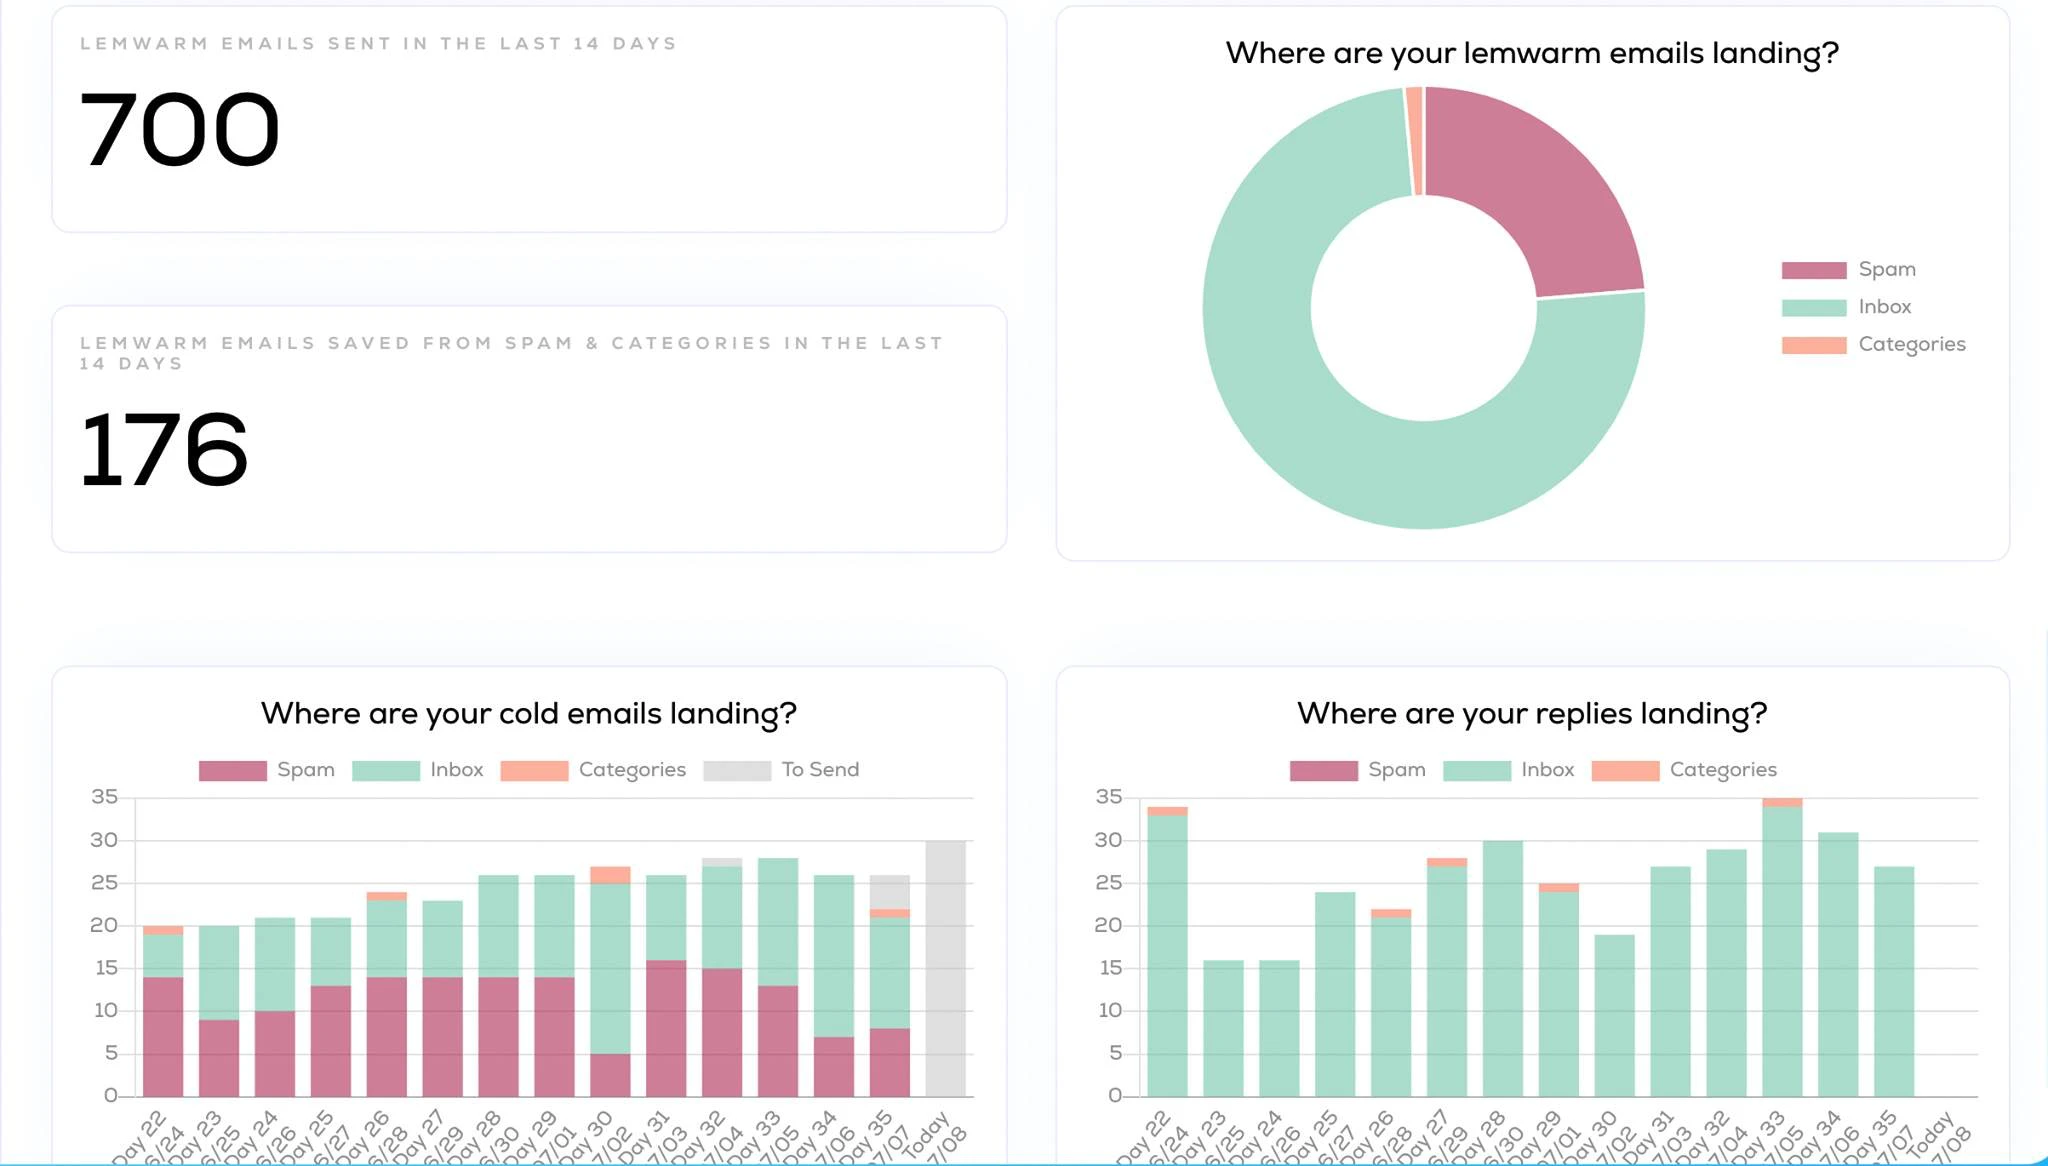 LEMWARM EMAILS SENT IN THE LAST 14 DAYS
700
LEMWARM EMAILS SAVED FROM SPAM & CATEGORIES IN THE LAST
14 DAYS
176
Where are your lemwarm emails landing?
Spam
Inbox
Categories
Where are your cold emails landing?
Spam Inbox Categories To Send
35
30
25
20
15
10
5
0
Day 22
6/24
Day 23
6/25
Day 24
6/26
Day 25
6/27
Day 26
6/28
Day 27
6/29
Day 28
6/30
Day 29
07/01
Day 30
7/02
Day 31
7/03
Day 32
7/04
Day 33
7/05
Day 34
7/06
Day 35
7/07
Today
7/08
Where are your replies landing?
Spam Inbox Categories
35
30
25
20
15
10
5
0
Day 22
6/24
Day 23
6/25
Day 24
6/26
Day 25
6/27
Day 26
6/28
Day 27
6/29
Day 28
6/30
Day 29
07/01
Day 30
7/02
Day 31
7/03
Day 32
7/04
Day 33
7/05
Day 34
7/06
Day 35
7/07
Today
7/08